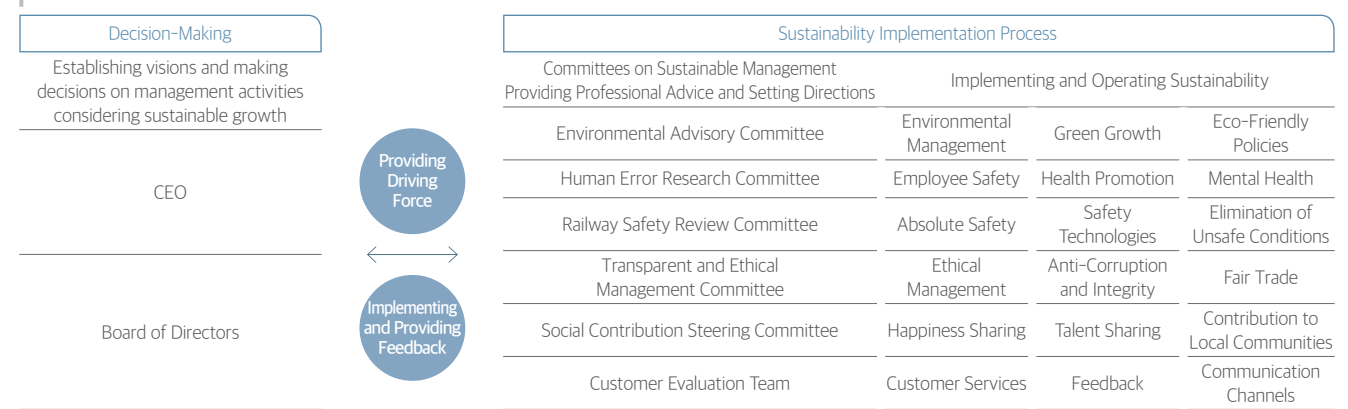 Decision-Making
Establishing visions and making
decisions on management activities
considering sustainable growth
CEO
Board of Directors
Providing
Driving
Force
Implementing
and Providing
Feedback
Sustainability Implementation Process
Committees on Sustainable Management
Providing Professional Advice and Setting Directions
Implementing and Operating Sustainability
Environmental Advisory Committee
Environmental
Management
Green Growth
Eco-Friendly
Policies
Human Error Research Committee
Employee Safety
Health Promotion
Mental Health
Railway Safety Review Committee
Absolute Safety
Safety
Technologies
Elimination of
Unsafe Conditions
Transparent and Ethical
Management Committee
Ethical
Management
Anti-Corruption
and Integrity
Fair Trade
Social Contribution Steering Committee
Happiness Sharing
Talent Sharing
Contribution to
Local Communities
Customer Evaluation Team
Customer Services
Feedback
Communication
Channels